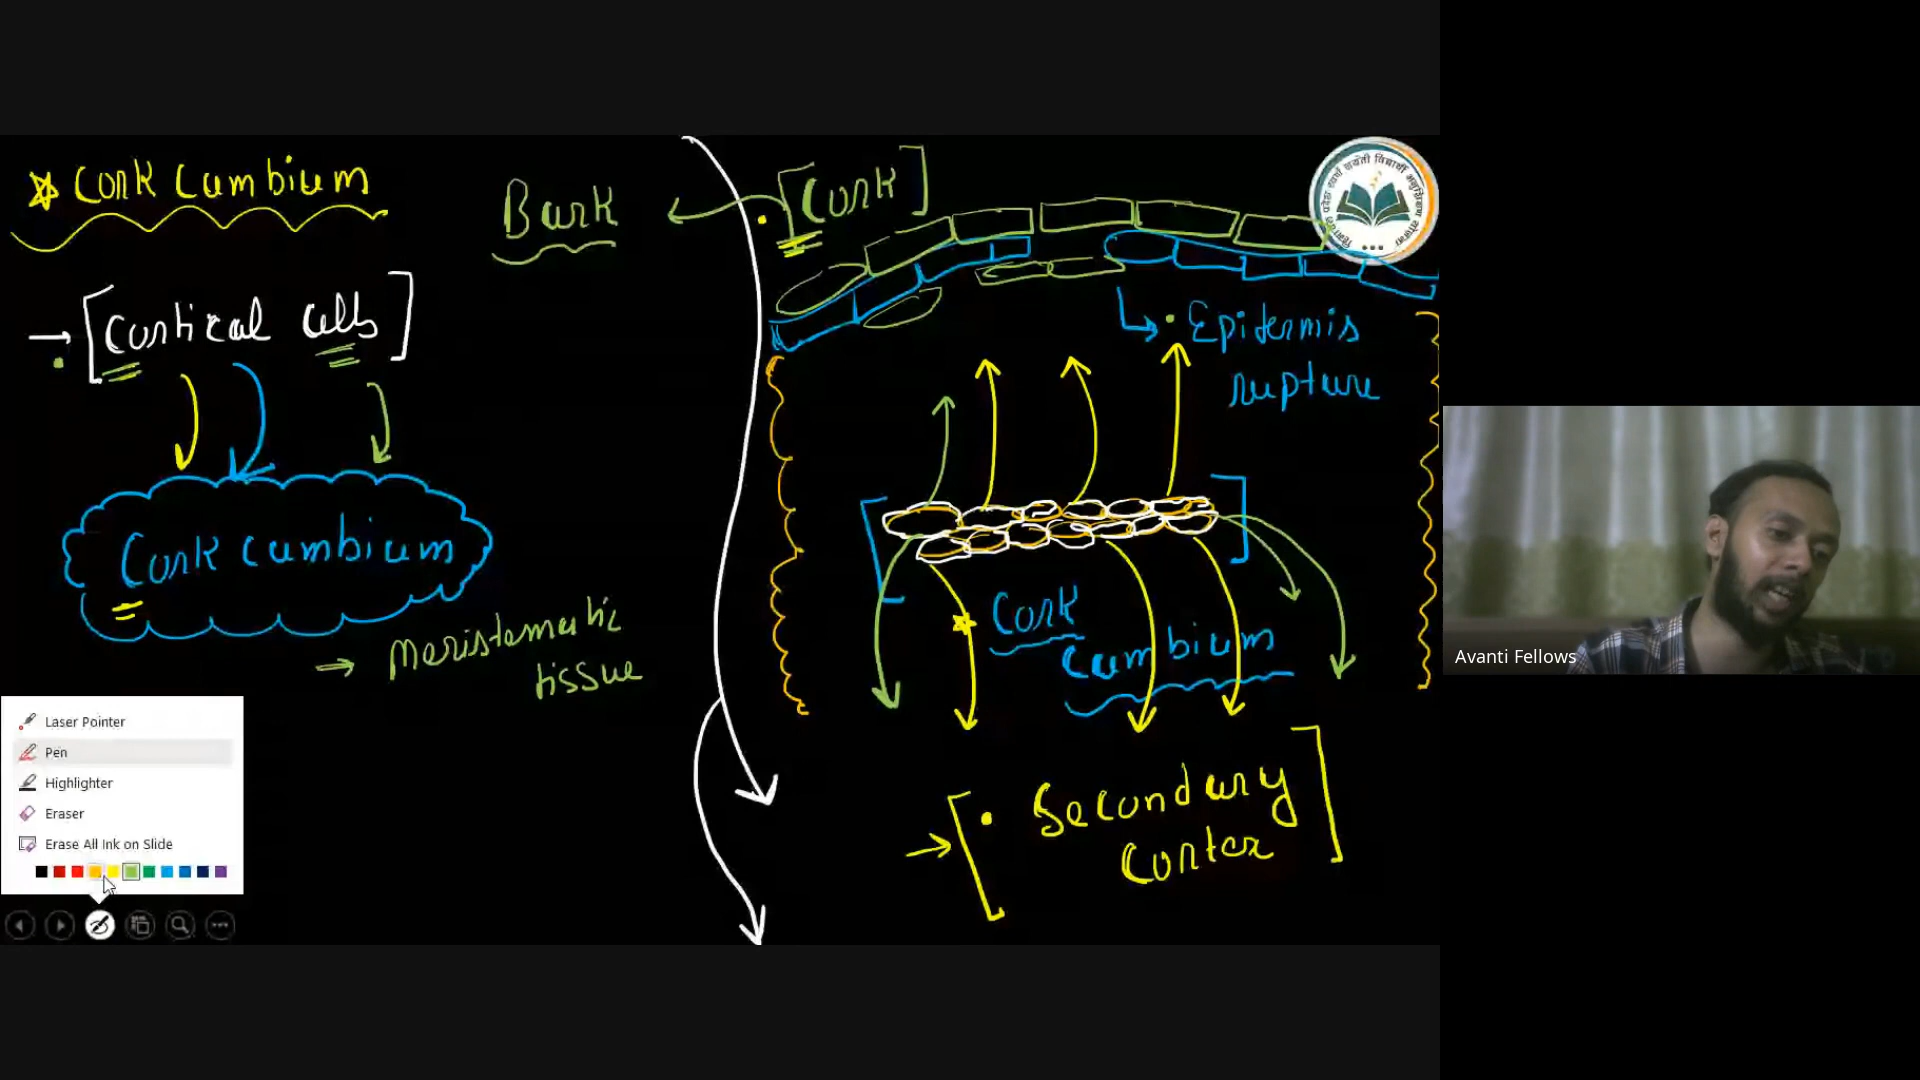 Cork Cambium
[Cortical cells]
Cork cambium
→ Meristematic
tissue
Bark
[Cork]
Epidermis
rupture
Cork
Cambium
Secondary
Cortex
Laser Pointer
Pen
Highlighter
Eraser
Erase All Ink on Slide
Avanti Fellows